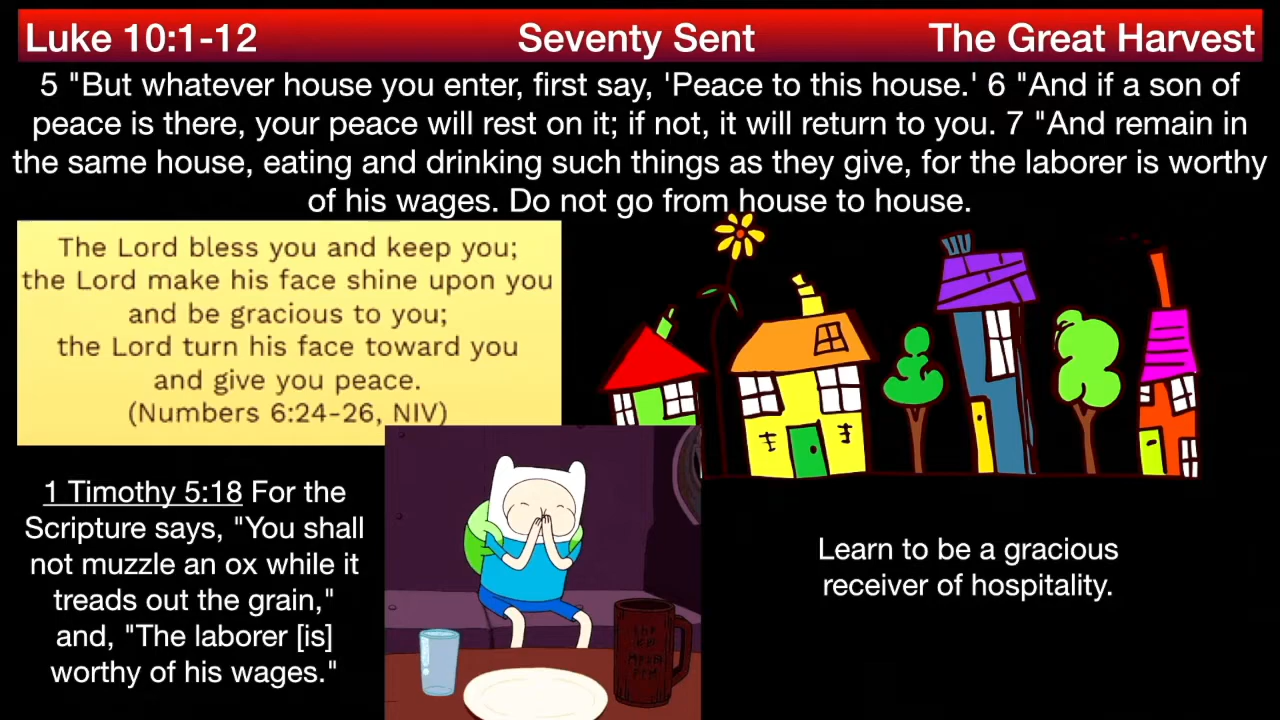 Luke 10:1-12 Seventy Sent The Great Harvest
5 "But whatever house you enter, first say, 'Peace to this house.' 6 "And if a son of
peace is there, your peace will rest on it; if not, it will return to you. 7 "And remain in
the same house, eating and drinking such things as they give, for the laborer is worthy
of his wages. Do not go from house to house.
The Lord bless you and keep you;
the Lord make his face shine upon you
and be gracious to you;
the Lord turn his face toward you
and give you peace.
(Numbers 6:24-26, NIV)
1 Timothy 5:18 For the
Scripture says, "You shall
not muzzle an ox while it
treads out the grain,"
and, "The laborer [is]
worthy of his wages."
Learn to be a gracious
receiver of hospitality.